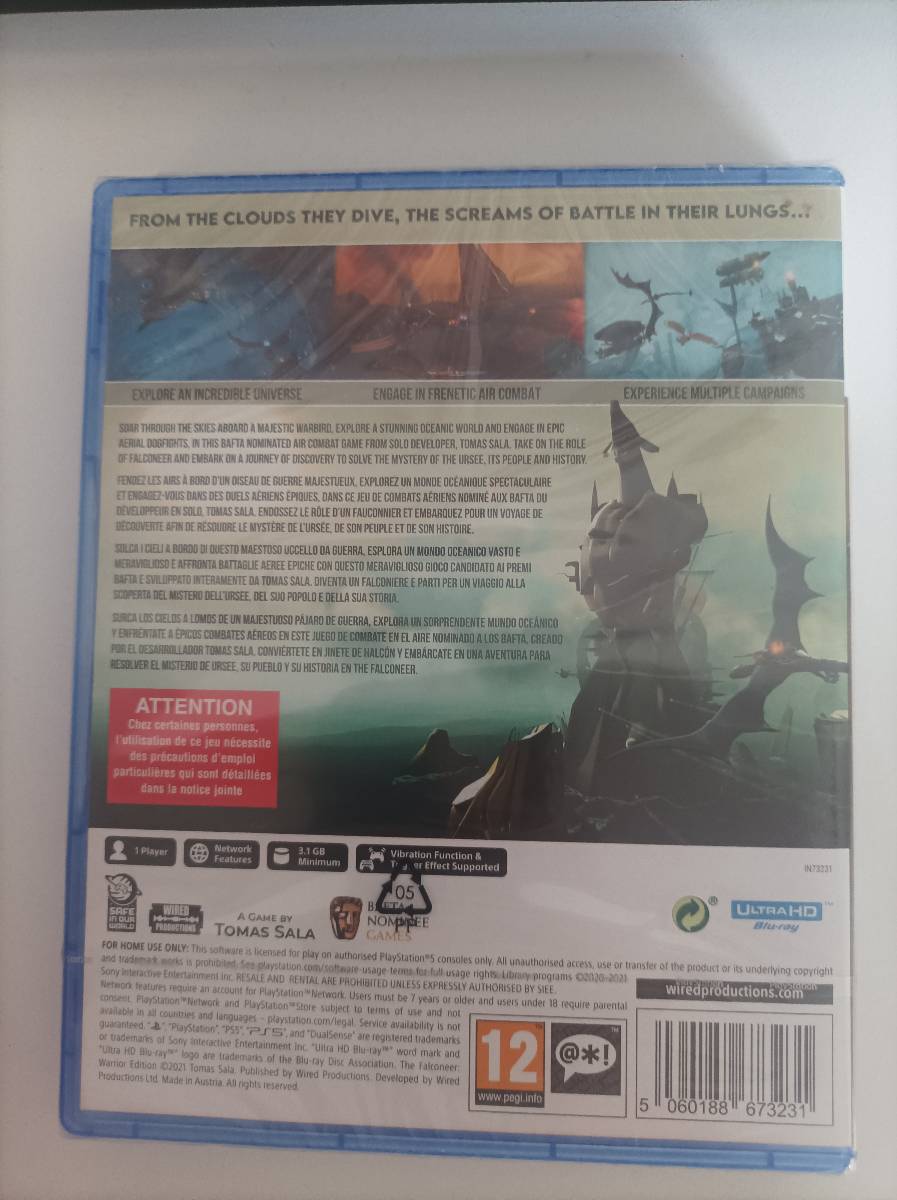 FROM THE CLOUDS THEY DIVE, THE SCREAMS OF BATTLE IN THEIR LUNGS...
EXPLORE AN INCREDIBLE UNIVERSE
ENGAGE IN FRENETIC AIR COMBAT
EXPERIENCE MULTIPLE CAMPAIGNS
SOAR THROUGH THE SKIES ABOARD A MAJESTIC WARBIRD, EXPLORE A STUNNING OCEANIC WORLD AND ENGAGE IN EPIC
AERIAL DOGFIGHTS, IN THIS BAFTA NOMINATED AIR COMBAT GAME FROM SOLO DEVELOPER, TOMAS SALA. TAKE ON THE ROLE
OF FALCONEER AND EMBARK ON A JOURNEY OF DISCOVERY TO SOLVE THE MYSTERY OF THE URSEE, ITS PEOPLE AND HISTORY.
FENDEZ LES AIRS À BORD D'UN OISEAU DE GUERRE MAJESTUEUX, EXPLOREZ UN MONDE OCÉANIQUE SPECTACULAIRE
ET ENGAGEZ-VOUS DANS DES DUELS AÉRIENS ÉPIQUES, DANS CE JEU DE COMBATS AÉRIENS NOMINÉ AUX BAFTA DU
DÉVELOPPEUR EN SOLO, TOMAS SALA. ENDOSSEZ LE RÔLE D'UN FAUCONNIER ET EMBARQUEZ POUR UN VOYAGE DE
DÉCOUVERTE AFIN DE RÉSOUDRE LE MYSTÈRE DE L'URSÉE, DE SON PEUPLE ET DE SON HISTOIRE.
SOLCA I CIELI A BORDO DI QUESTO MAESTOSO UCCELLO DA GUERRA, ESPLORA UN MONDO OCEANICO VASTO E
MERAVIGLIOSO E AFFRONTA BATTAGLIE AEREE EPICHE CON QUESTO MERAVIGLIOSO GIOCO CANDIDATO AI PREMI
BAFTA E SVILUPPATO INTERAMENTE DA TOMAS SALA. DIVENTA UN FALCONIERE E PARTI PER UN VIAGGIO ALLA
SCOPERTA DEL MISTERO DELL'URSEE, DEL SUO POPOLO E DELLA SUA STORIA.
SURCA LOS CIELOS A LOMOS DE UN MAJESTUOSO PÁJARO DE GUERRA, EXPLORA UN SORPRENDENTE MUNDO OCEÁNICO
Y ENFRÉNTATE A ÉPICOS COMBATES AÉREOS EN ESTE JUEGO DE COMBATE EN EL AIRE NOMINADO A LOS BAFTA, CREADO
POR EL DESARROLLADOR TOMAS SALA. CONVIÉRTETE EN JINETE DE HALCÓN Y EMBÁRCATE EN UNA AVENTURA PARA
RESOLVER EL MISTERIO DE URSEE, SU PUEBLO Y SU HISTORIA EN THE FALCONEER.
ATTENTION
Chez certaines personnes,
l'utilisation de ce jeu nécessite
des précautions d'emploi
particulières qui sont détaillées
dans la notice jointe
1 Player
Network
Features
3.1 GB
Minimum
Vibration Function &
Trigger Effect Supported
IN73231
SAFE
IN OUR
WORLD
WIRED
PRODUCTIONS
A GAME BY
TOMAS SALA
BAFTA
NOMINEE
GAMES
05
PP
®
ULTRA HD™
Blu-ray
FOR HOME USE ONLY: This software is licensed for play on authorised PlayStation®5 consoles only. All unauthorised access, use or transfer of the product or its underlying copyright
and trademark works is prohibited. See playstation.com/software-usage-terms for full usage rights. Library programs ©2020-2021
Sony Interactive Entertainment Inc. RESALE AND RENTAL ARE PROHIBITED UNLESS EXPRESSLY AUTHORISED BY SIEE.
Network features require an account for PlayStation™Network. Users must be 7 years or older and users under 18 require parental
consent. PlayStation™Network and PlayStation™Store subject to terms of use and not
available in all countries and languages - playstation.com/legal. Service availability is not
guaranteed. "PlayStation", "PS5", "PS5", and "DualSense" are registered trademarks
or trademarks of Sony Interactive Entertainment Inc. "Ultra HD Blu-ray™" word mark and
"Ultra HD Blu-ray™" logo are trademarks of the Blu-ray Disc Association. The Falconeer:
Warrior Edition ©2021 Tomas Sala. Published by Wired Productions. Developed by Wired
Productions Ltd. Made in Austria. All rights reserved.
wiredproductions.com
12
www.pegi.info
@*!
5 060188 673231